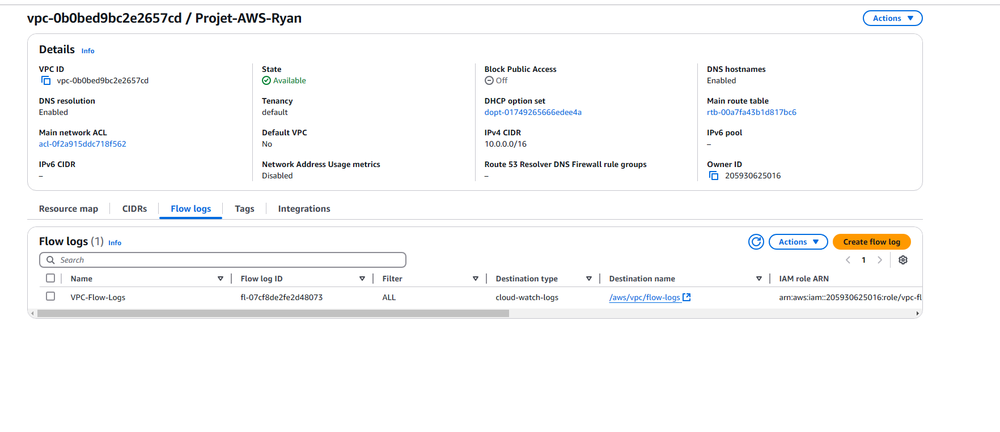 vpc-0b0bed9bc2e2657cd / Projet-AWS-Ryan
Actions
Details Info
VPC ID
vpc-0b0bed9bc2e2657cd
State
Available
Block Public Access
Off
DNS hostnames
Enabled
DNS resolution
Enabled
Tenancy
default
DHCP option set
dopt-01749265666edee4a
Main route table
rtb-00a7fa43b1d817bc6
Main network ACL
acl-0f2a915ddc718f562
Default VPC
No
IPv4 CIDR
10.0.0.0/16
IPv6 pool
–
IPv6 CIDR
–
Network Address Usage metrics
Disabled
Route 53 Resolver DNS Firewall rule groups
–
Owner ID
205930625016
Resource map CIDRs Flow logs Tags Integrations
Flow logs (1) Info
Actions Create flow log
Search
1
Name Flow log ID Filter Destination type Destination name IAM role ARN
VPC-Flow-Logs fl-07cf8de2fe2d48073 ALL cloud-watch-logs /aws/vpc/flow-logs arn:aws:iam::205930625016:role/vpc-fl